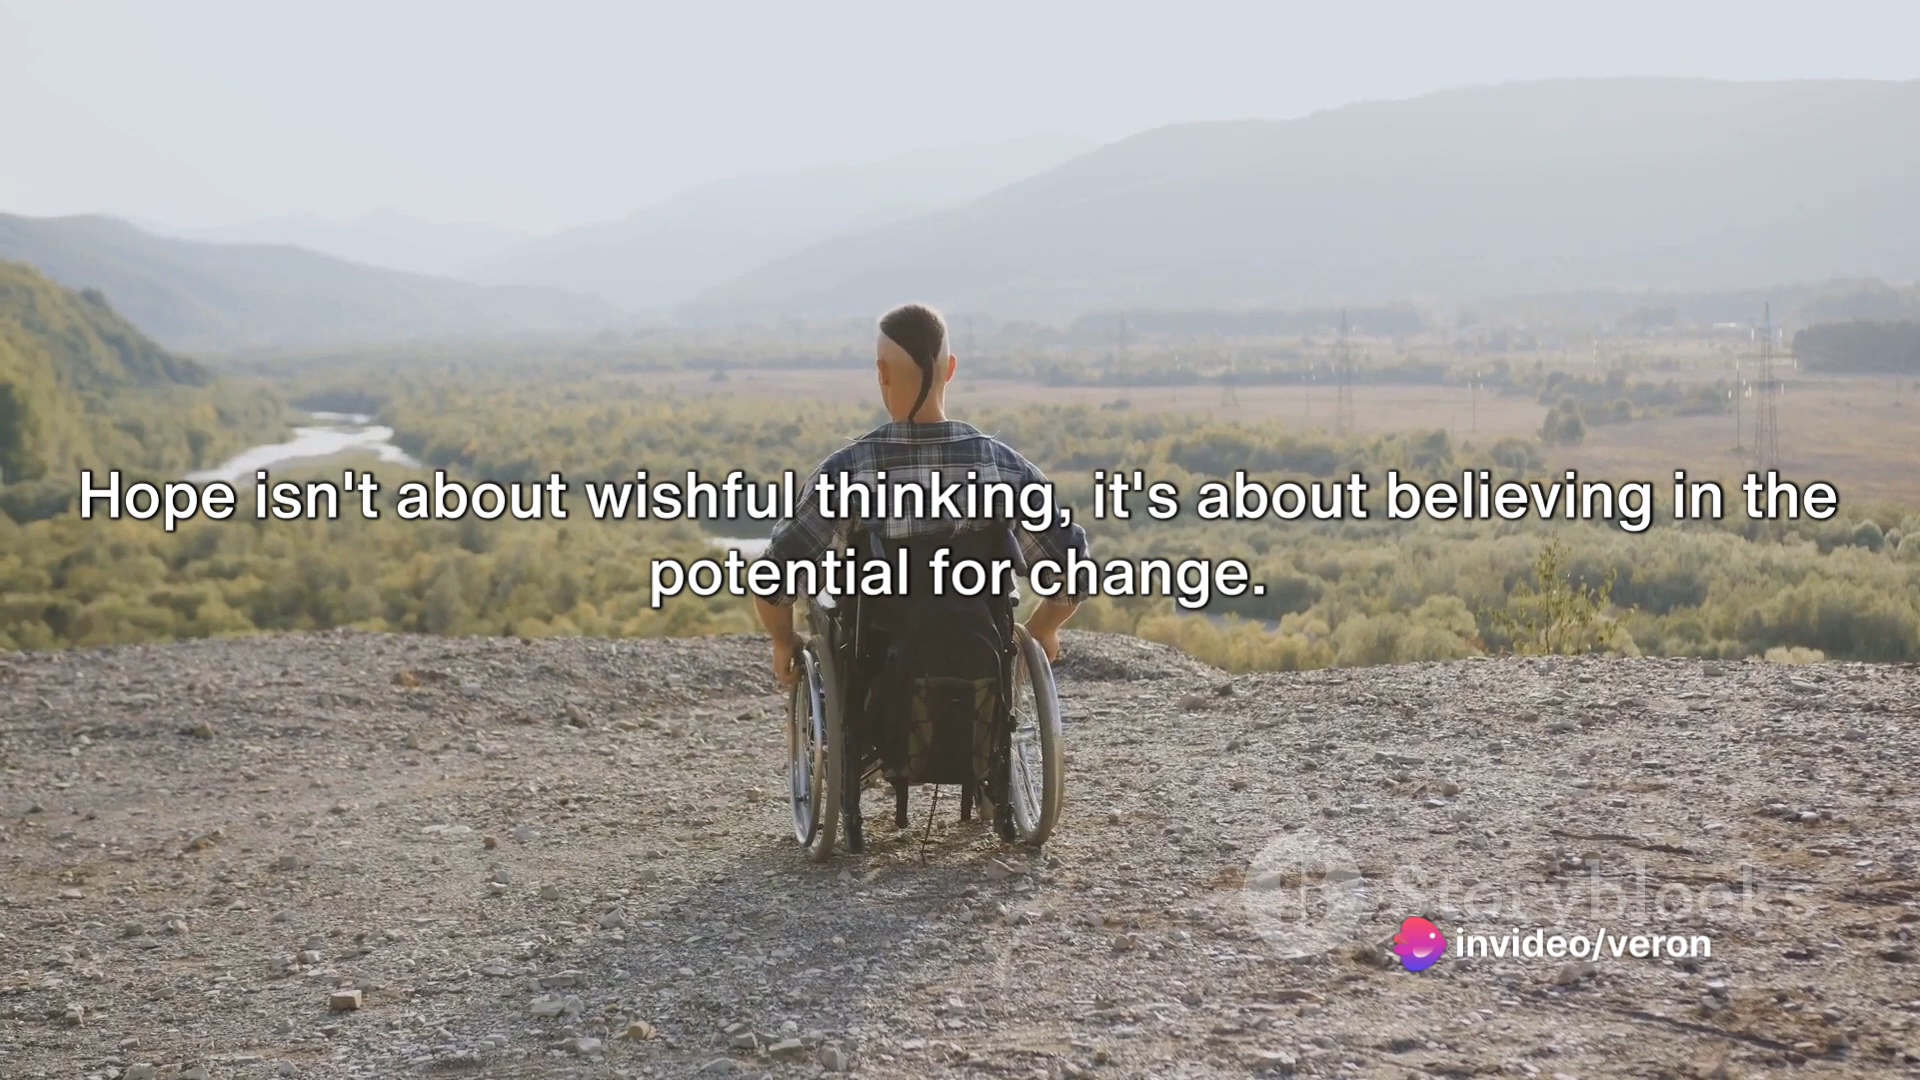 Hope isn't about wishful thinking, it's about believing in the
potential for change.
Storyblocks
invideo/veron